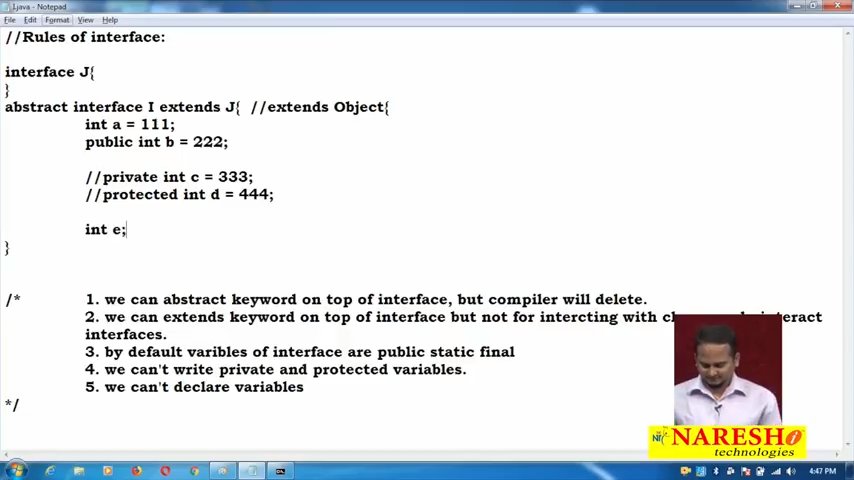 I.java - Notepad
File Edit Format View Help
//Rules of interface:
interface J{
}
abstract interface I extends J{ //extends Object{
int a = 111;
public int b = 222;
//private int c = 333;
//protected int d = 444;
int e;
}
/* 1. we can abstract keyword on top of interface, but compiler will delete.
2. we can extends keyword on top of interface but not for intercting with interact
interfaces.
3. by default varibles of interface are public static final
4. we can't write private and protected variables.
5. we can't declare variables
*/
NARESH i
technologies
4:47 PM